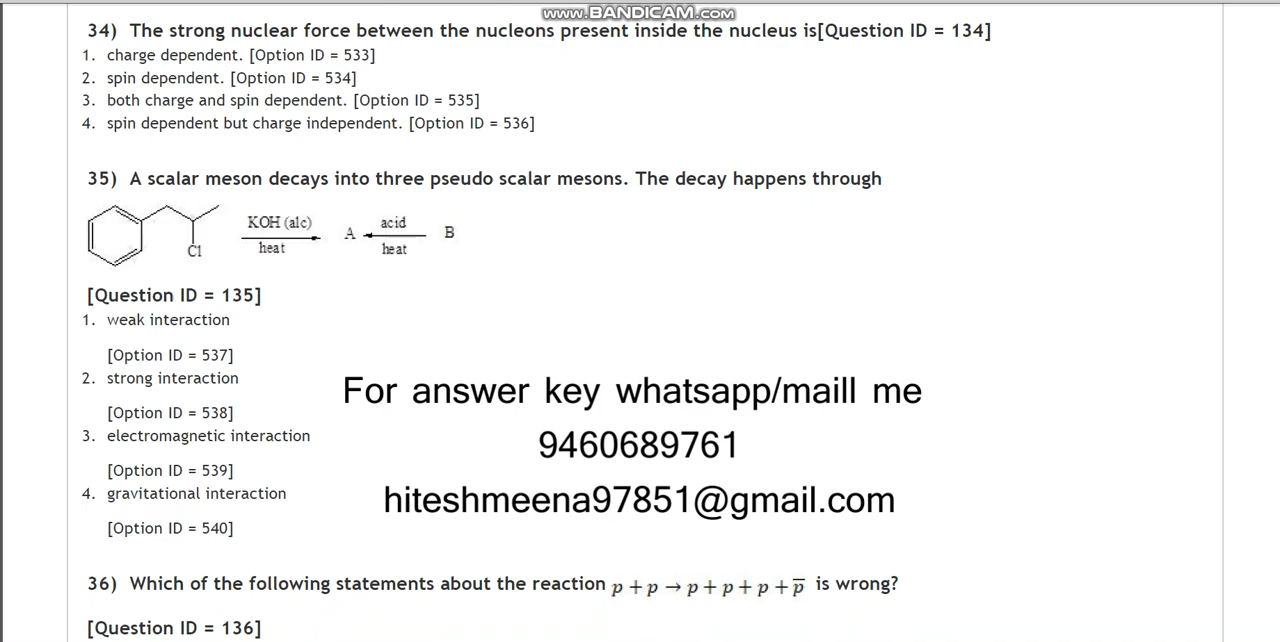 www.BANDICAM.com
34) The strong nuclear force between the nucleons present inside the nucleus is[Question ID = 134]
1. charge dependent. [Option ID = 533]
2. spin dependent. [Option ID = 534]
3. both charge and spin dependent. [Option ID = 535]
4. spin dependent but charge independent. [Option ID = 536]
35) A scalar meson decays into three pseudo scalar mesons. The decay happens through
KOH (alc)
heat
A
acid
heat
B
Cl
[Question ID = 135]
1. weak interaction
[Option ID = 537]
2. strong interaction
[Option ID = 538]
3. electromagnetic interaction
[Option ID = 539]
4. gravitational interaction
[Option ID = 540]
For answer key whatsapp/maill me
9460689761
hiteshmeena97851@gmail.com
36) Which of the following statements about the reaction p + p → p + p + p + p̅ is wrong?
[Question ID = 136]